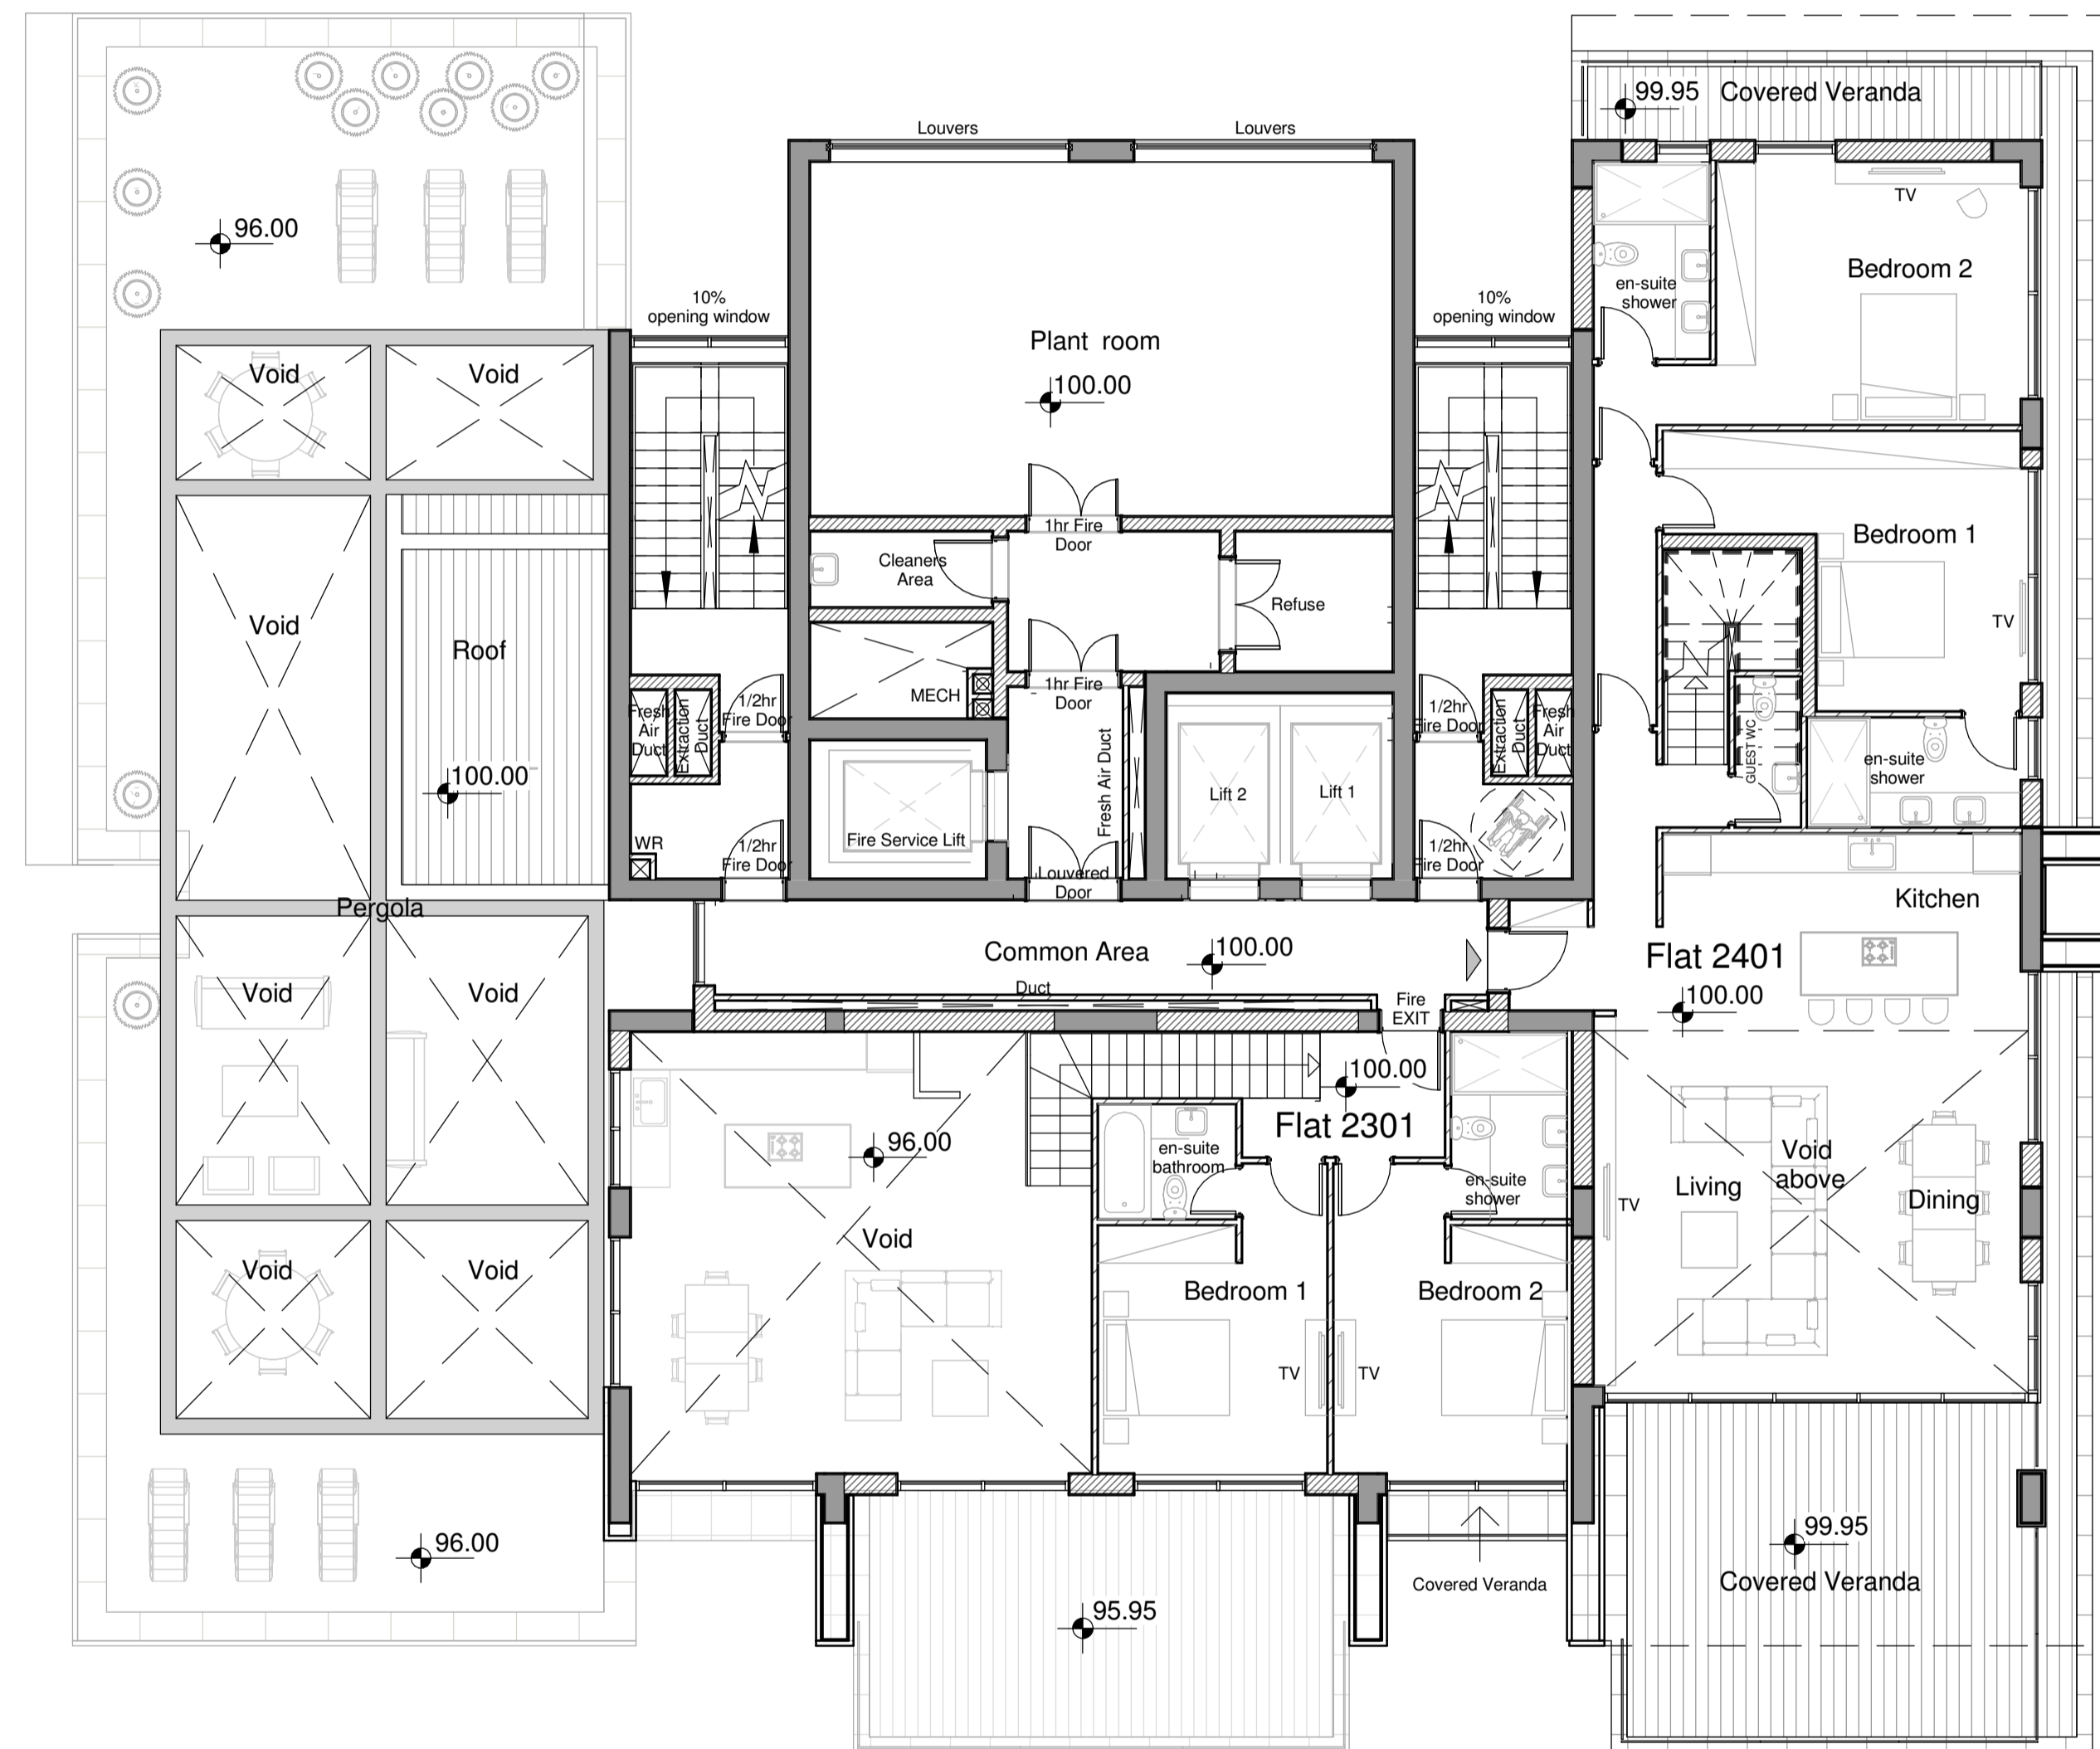 99.95
Covered Veranda
Louvers
Louvers
TV
96.00
Bedroom 2
en-suite
shower
10%
opening window
10%
opening window
Plant room
100.00
Void
Void
1hr Fire
Door
Bedroom 1
Cleaners
Area
Refuse
TV
Void
Roof
MECH
1hr Fire
Door
1/2hr
Fire Door
1/2hr
Fire Door
Fresh
Air
Duct
Extraction
Duct
Extraction
Duct
Fresh
Air
Duct
GUEST WC
en-suite
shower
100.00
Fresh Air Duct
Lift 2
Lift 1
WR
Fire Service Lift
1/2hr
Fire Door
1/2hr
Fire Door
Louvered
Door
Kitchen
Pergola
Common Area
100.00
Flat 2401
100.00
Duct
Fire
EXIT
Void
Void
100.00
Flat 2301
96.00
en-suite
bathroom
en-suite
shower
Void
above
Living
Dining
TV
Void
Void
Void
Bedroom 1
Bedroom 2
TV
TV
96.00
99.95
Covered Veranda
Covered Veranda
95.95